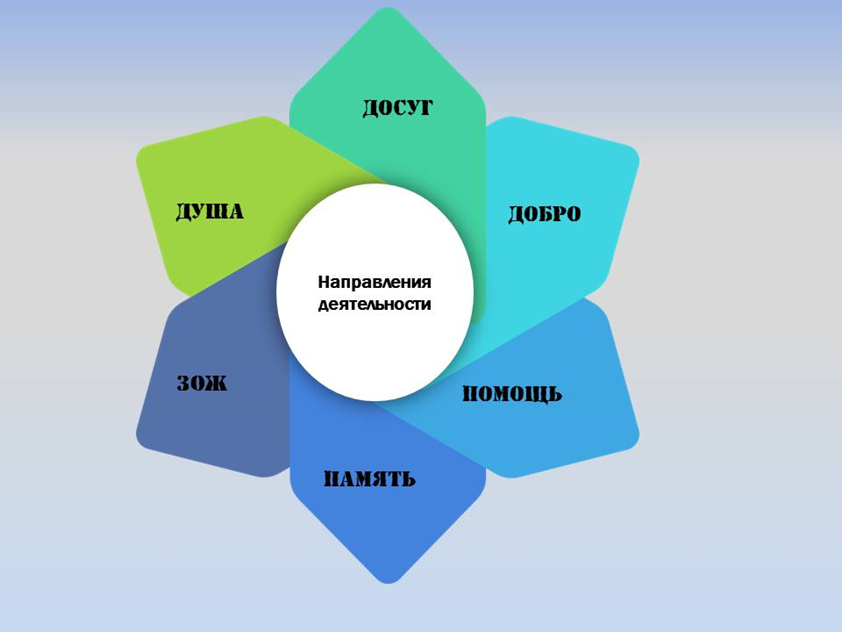 ДОСУГ
ДУША
ДОБРО
Направления
деятельности
ЗОЖ
ПОМОЩЬ
ПАМЯТЬ